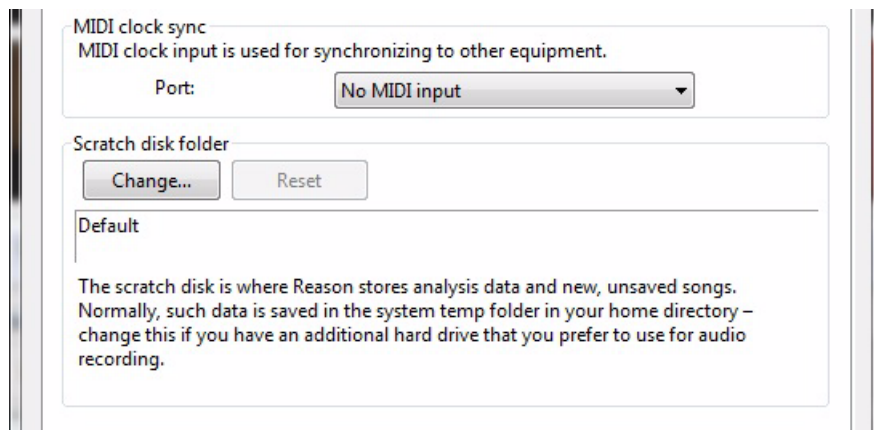 MIDI clock sync
MIDI clock input is used for synchronizing to other equipment.
Port: No MIDI input
Scratch disk folder
Change... Reset
Default
The scratch disk is where Reason stores analysis data and new, unsaved songs.
Normally, such data is saved in the system temp folder in your home directory –
change this if you have an additional hard drive that you prefer to use for audio
recording.